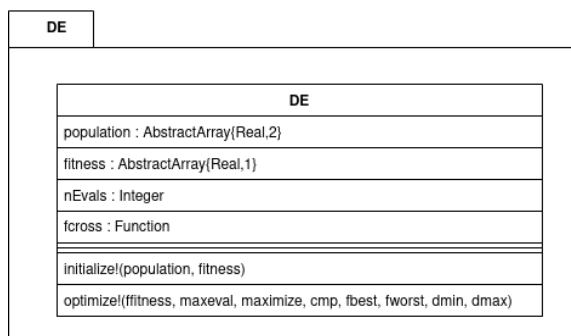 DE
DE
population : AbstractArray{Real,2}
fitness : AbstractArray{Real,1}
nEvals : Integer
fcross : Function
initialize!(population, fitness)
optimize!(ffitness, maxeval, maximize, cmp, fbest, fworst, dmin, dmax)